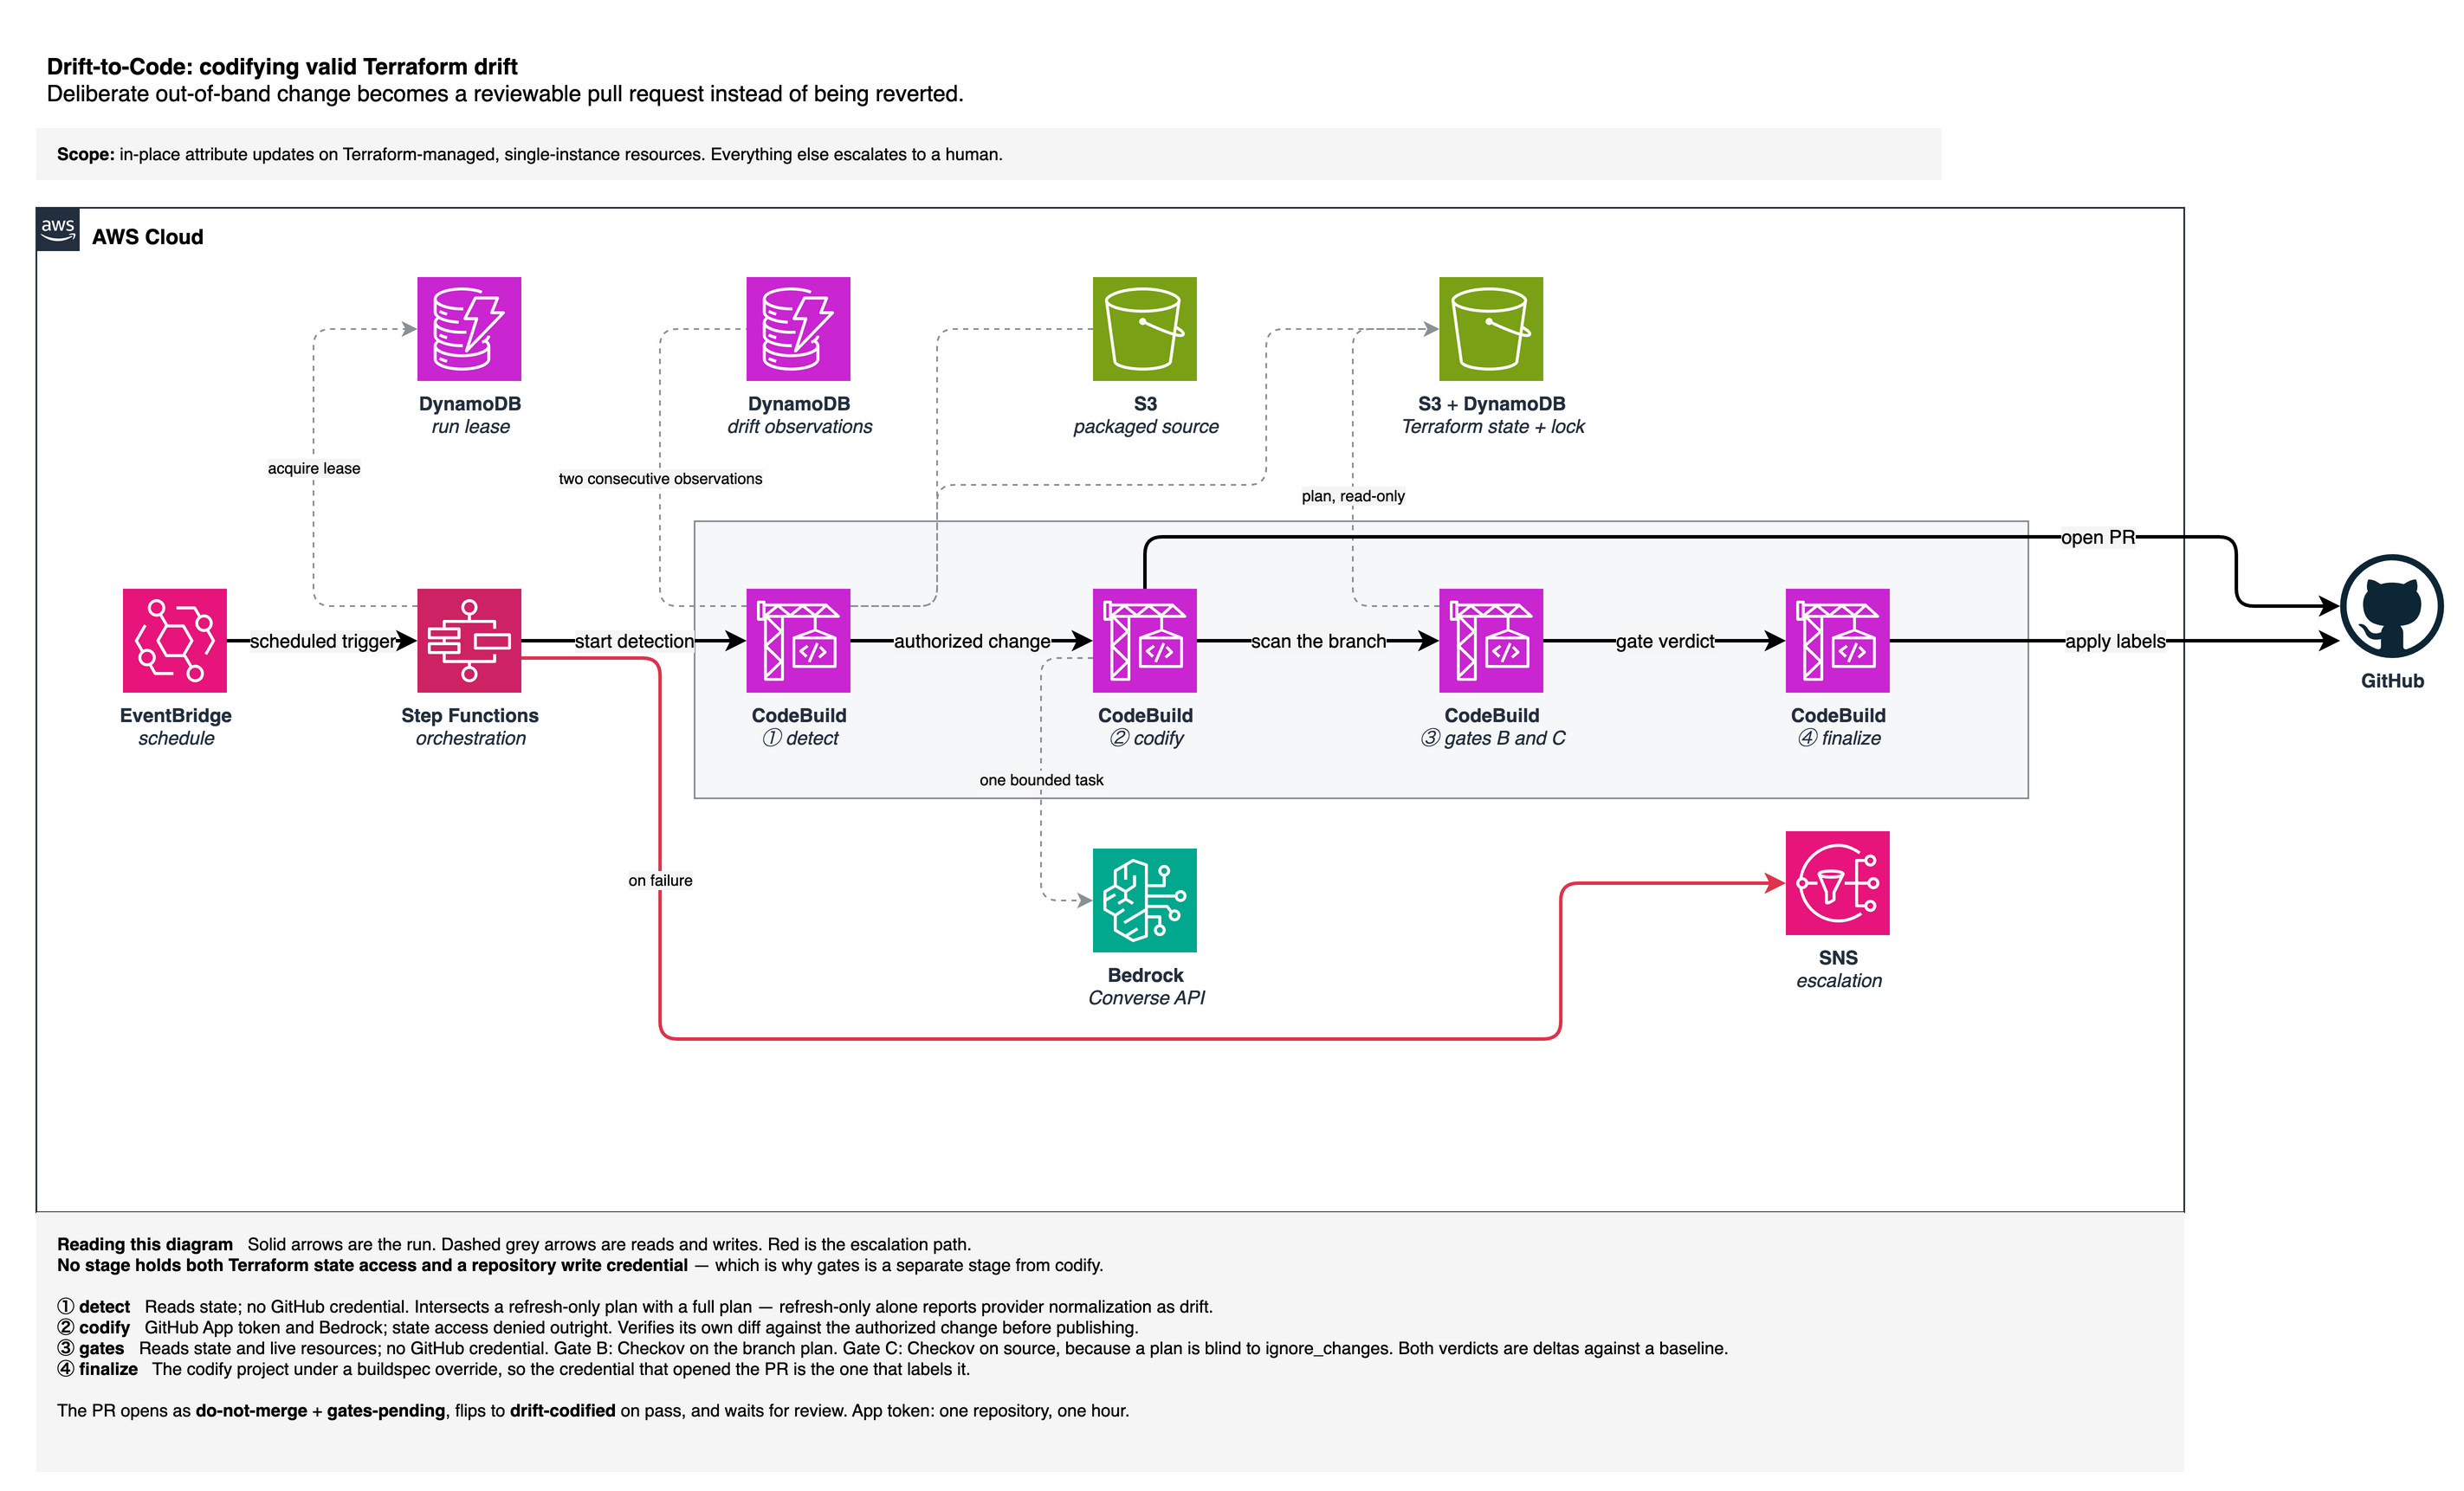 Drift-to-Code: codifying valid Terraform drift
Deliberate out-of-band change becomes a reviewable pull request instead of being reverted.
Scope: in-place attribute updates on Terraform-managed, single-instance resources. Everything else escalates to a human.
aws
AWS Cloud
DynamoDB
run lease
DynamoDB
drift observations
S3
packaged source
S3 + DynamoDB
Terraform state + lock
acquire lease
two consecutive observations
plan, read-only
open PR
scheduled trigger
start detection
authorized change
scan the branch
gate verdict
apply labels
GitHub
EventBridge
schedule
Step Functions
orchestration
CodeBuild
① detect
CodeBuild
② codify
CodeBuild
③ gates B and C
CodeBuild
④ finalize
one bounded task
on failure
Bedrock
Converse API
SNS
escalation
Reading this diagram   Solid arrows are the run. Dashed grey arrows are reads and writes. Red is the escalation path.
No stage holds both Terraform state access and a repository write credential — which is why gates is a separate stage from codify.
① detect   Reads state; no GitHub credential. Intersects a refresh-only plan with a full plan — refresh-only alone reports provider normalization as drift.
② codify   GitHub App token and Bedrock; state access denied outright. Verifies its own diff against the authorized change before publishing.
③ gates   Reads state and live resources; no GitHub credential. Gate B: Checkov on the branch plan. Gate C: Checkov on source, because a plan is blind to ignore_changes. Both verdicts are deltas against a baseline.
④ finalize   The codify project under a buildspec override, so the credential that opened the PR is the one that labels it.
The PR opens as do-not-merge + gates-pending, flips to drift-codified on pass, and waits for review. App token: one repository, one hour.